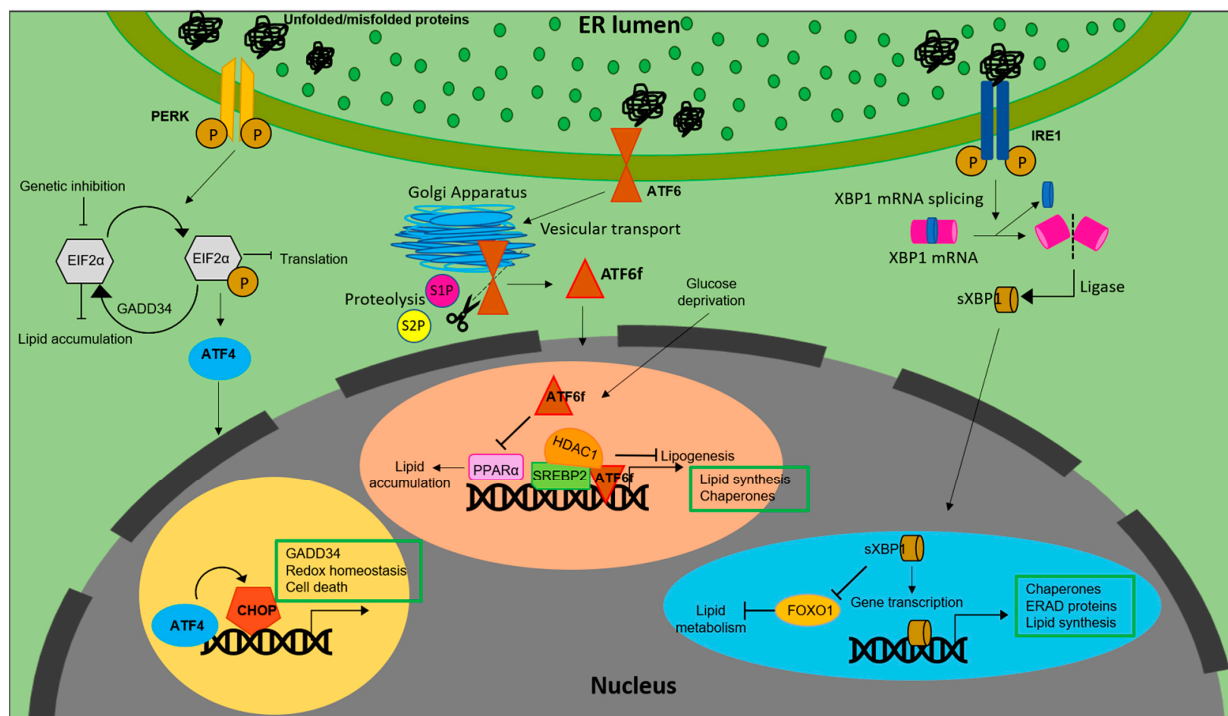 Unfolded/misfolded proteins
ER lumen
PERK
P
P
IRE1
P
P
ATF6
Genetic inhibition
EIF2α
EIF2α
P
Translation
GADD34
Lipid accumulation
ATF4
Golgi Apparatus
Vesicular transport
Proteolysis
S1P
S2P
ATF6f
Glucose
deprivation
XBP1 mRNA splicing
XBP1 mRNA
Ligase
sXBP1
ATF6f
HDAC1
Lipogenesis
Lipid
accumulation
PPARα
SREBP2
ATF6f
Lipid synthesis
Chaperones
GADD34
Redox homeostasis
Cell death
CHOP
ATF4
sXBP1
FOXO1
Gene transcription
Lipid
metabolism
Chaperones
ERAD proteins
Lipid synthesis
Nucleus